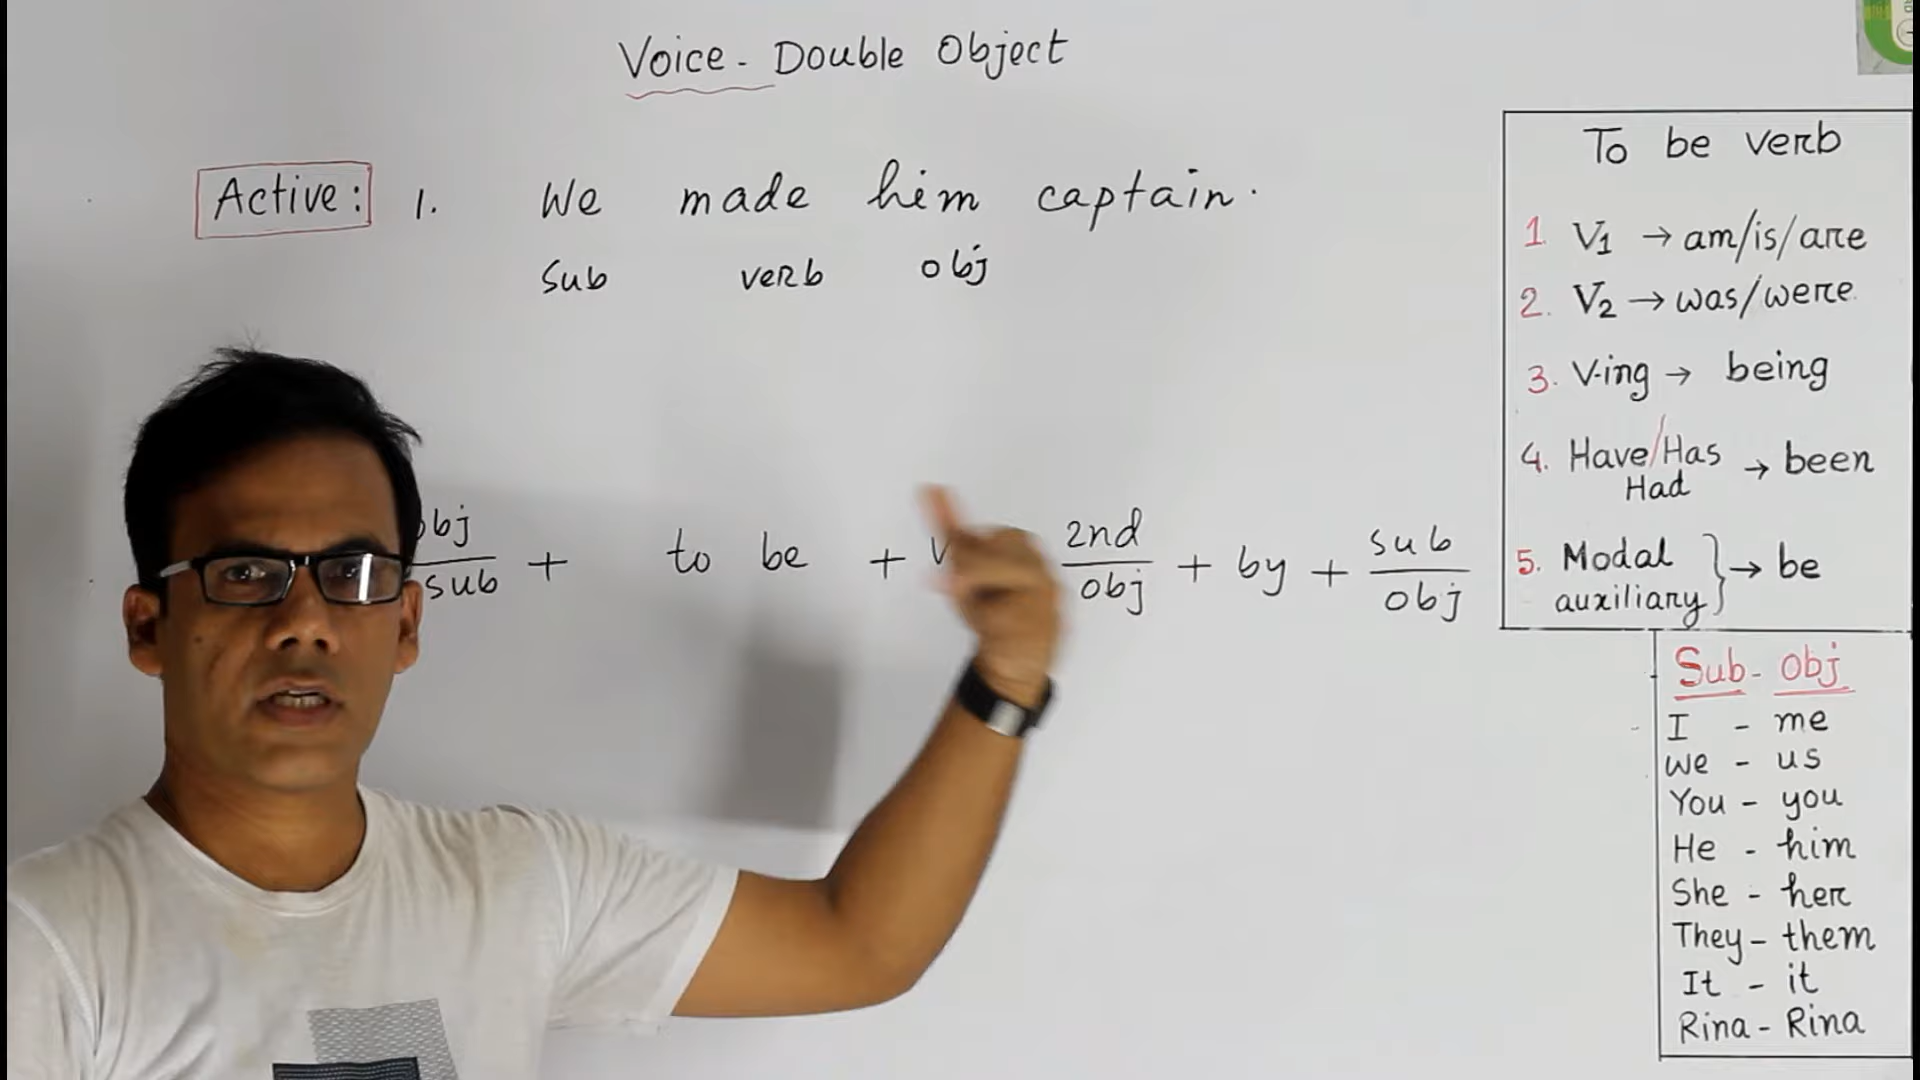 Voice - Double Object
Active: 1. We made him captain.
Sub verb obj
obj
sub + to be + V 2nd
obj + by + sub
obj
To be verb
1. V1 → am/is/are
2. V2 → was/were
3. V-ing → being
4. Have/Has
Had → been
5. Modal
auxiliary } → be
Sub - Obj
I - me
We - us
You - you
He - him
She - her
They - them
It - it
Rina - Rina